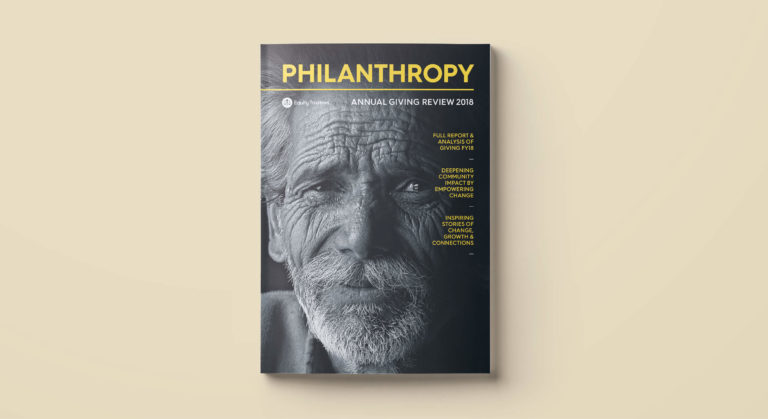 PHILANTHROPY
Equity Trustees
ANNUAL GIVING REVIEW 2018
FULL REPORT &
ANALYSIS OF
GIVING FY18
DEEPENING
COMMUNITY
IMPACT BY
EMPOWERING
CHANGE
INSPIRING
STORIES OF
CHANGE,
GROWTH &
CONNECTIONS